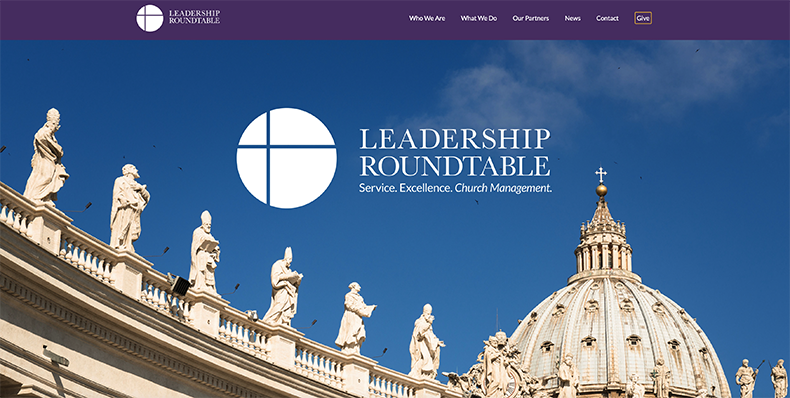 LEADERSHIP
ROUNDTABLE
Who We Are
What We Do
Our Partners
News
Contact
Give
LEADERSHIP
ROUNDTABLE
Service. Excellence. Church Management.